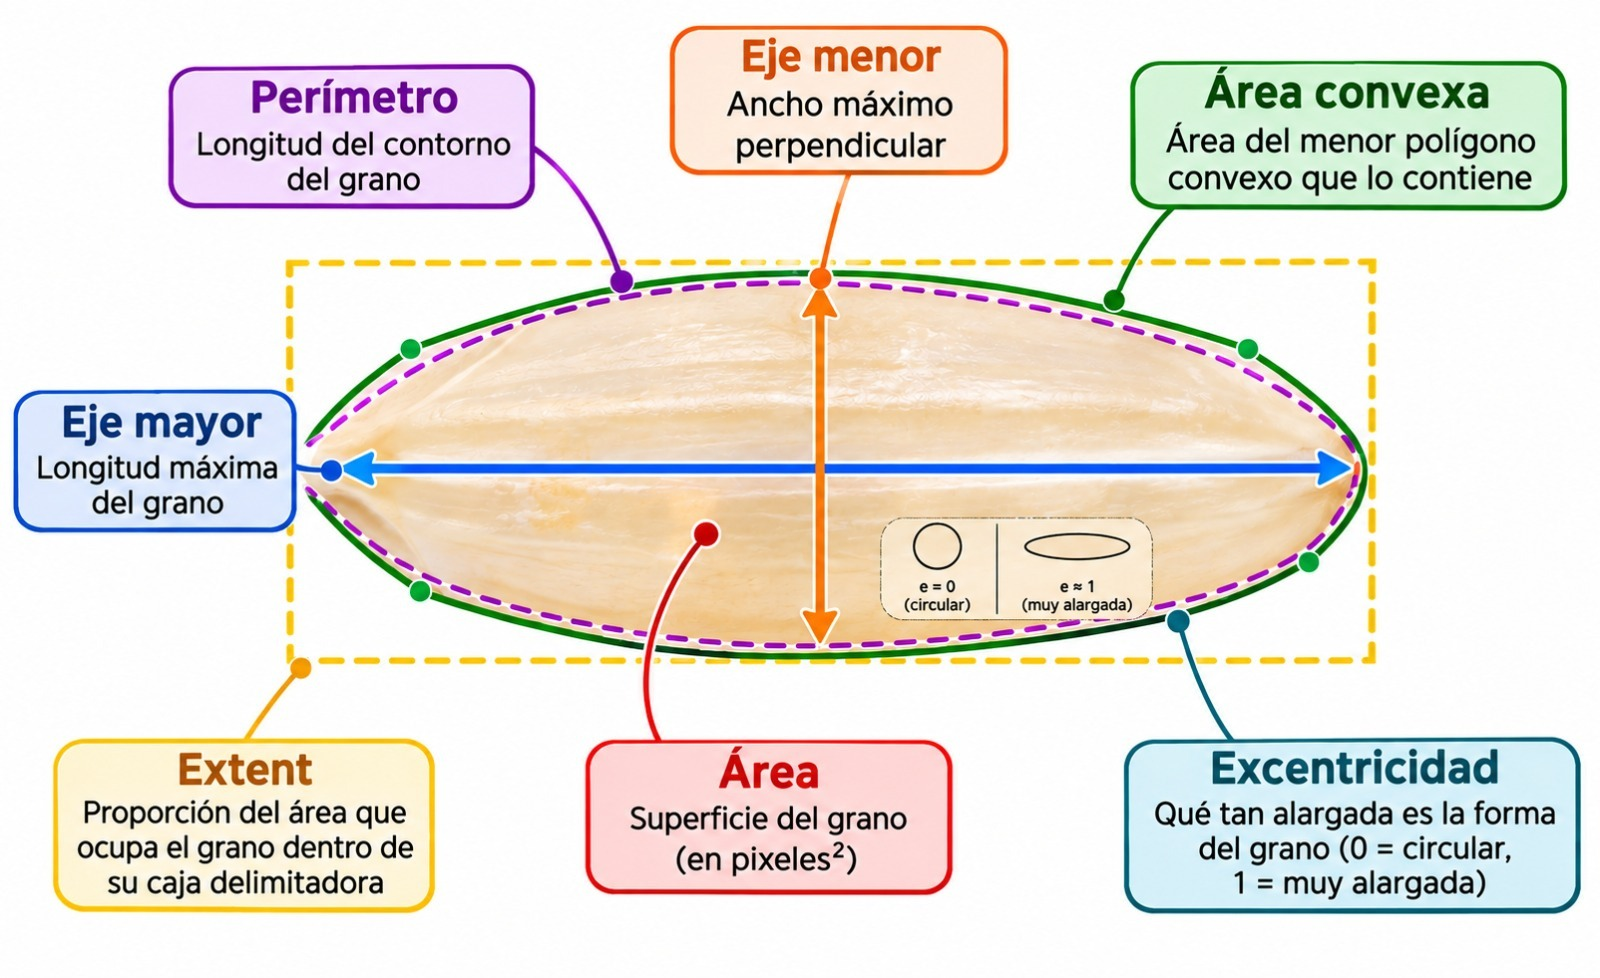 Eje menor
Ancho máximo
perpendicular
Perímetro
Longitud del contorno
del grano
Área convexa
Área del menor polígono
convexo que lo contiene
Eje mayor
Longitud máxima
del grano
e = 0
(circular)
e ≈ 1
(muy alargada)
Extent
Proporción del área que
ocupa el grano dentro de
su caja delimitadora
Área
Superficie del grano
(en pixeles²)
Excentricidad
Qué tan alargada es la forma
del grano (0 = circular,
1 = muy alargada)